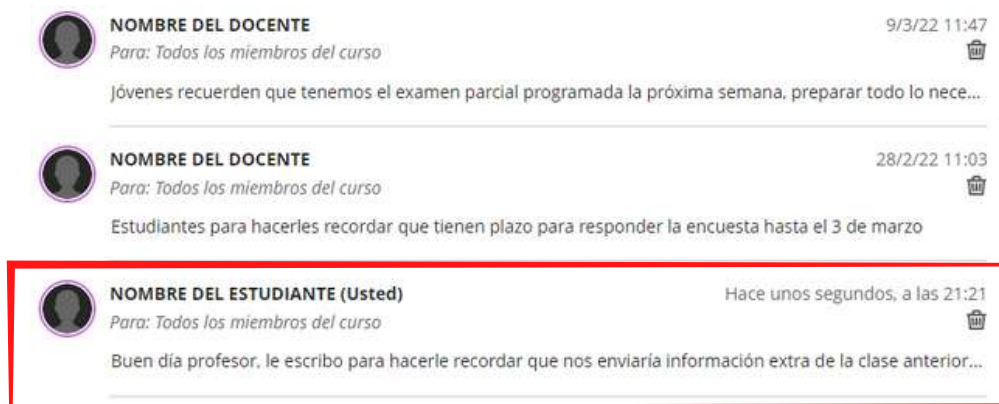 NOMBRE DEL DOCENTE 9/3/22 11:47
Para: Todos los miembros del curso
Jóvenes recuerden que tenemos el examen parcial programada la próxima semana, preparar todo lo nece...
NOMBRE DEL DOCENTE 28/2/22 11:03
Para: Todos los miembros del curso
Estudiantes para hacerles recordar que tienen plazo para responder la encuesta hasta el 3 de marzo
NOMBRE DEL ESTUDIANTE (Usted) Hace unos segundos, a las 21:21
Para: Todos los miembros del curso
Buen día profesor, le escribo para hacerle recordar que nos enviaría información extra de la clase anterior...